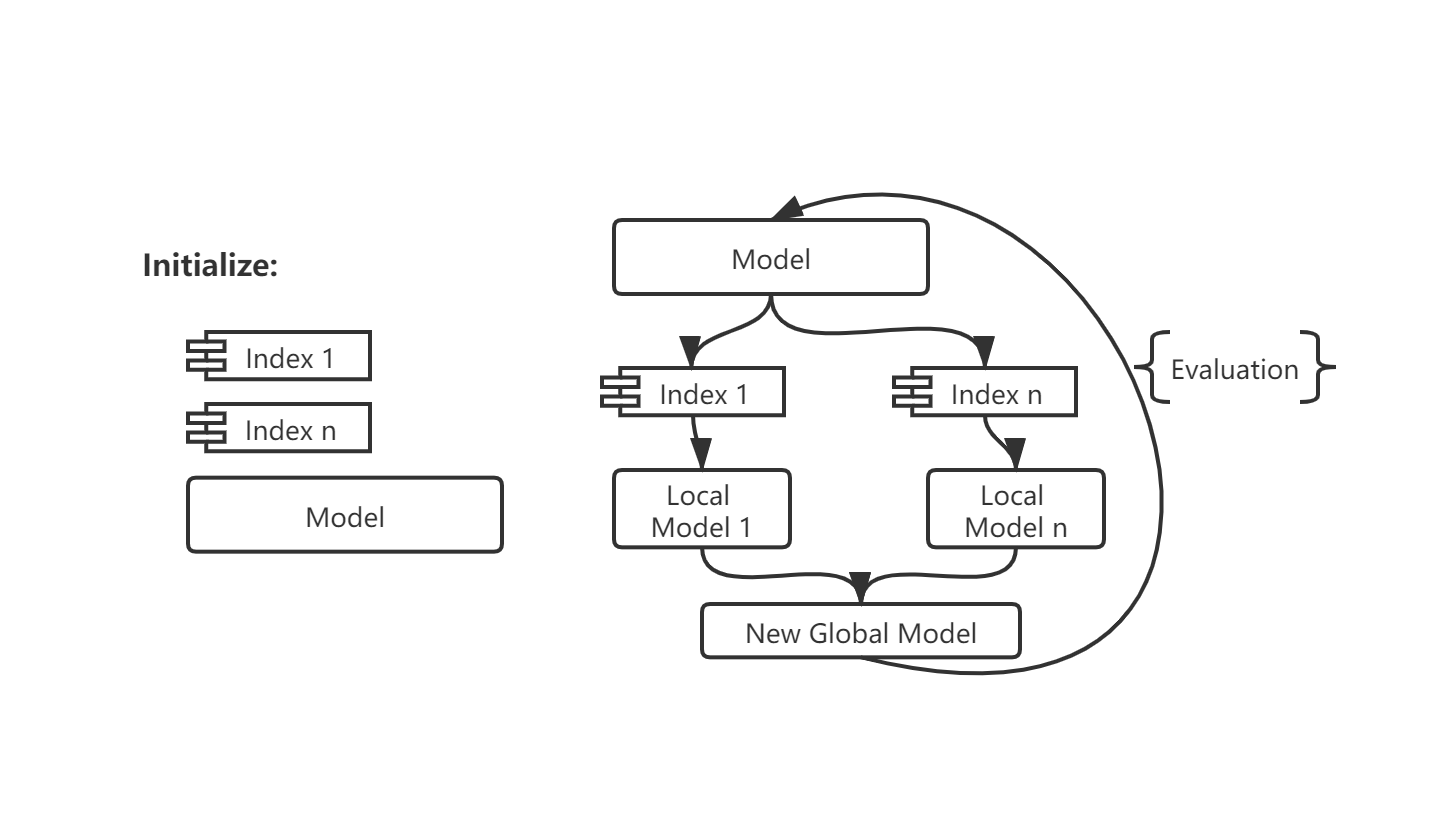 Initialize:
Index 1
Index n
Model
Model
Index 1
Index n
Local
Model 1
Local
Model n
New Global Model
Evaluation